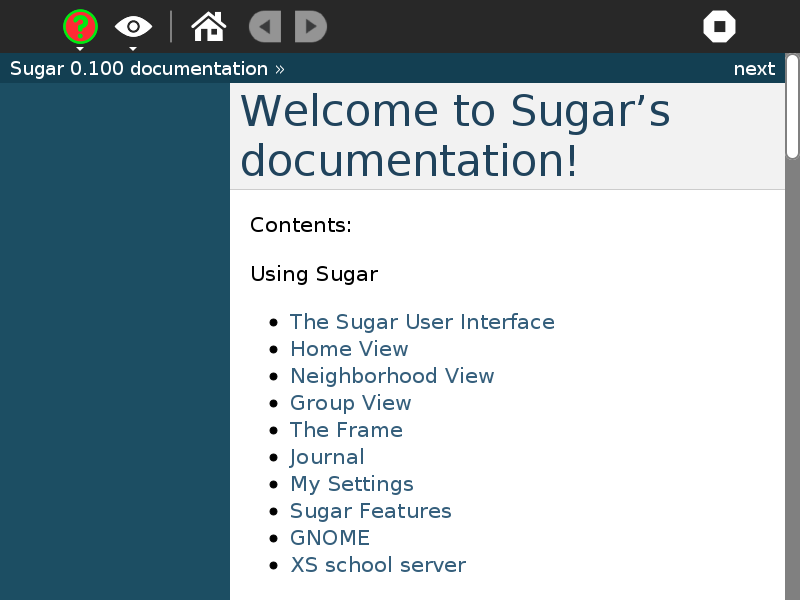 Sugar 0.100 documentation »
next
Welcome to Sugar’s
documentation!
Contents:
Using Sugar
The Sugar User Interface
Home View
Neighborhood View
Group View
The Frame
Journal
My Settings
Sugar Features
GNOME
XS school server